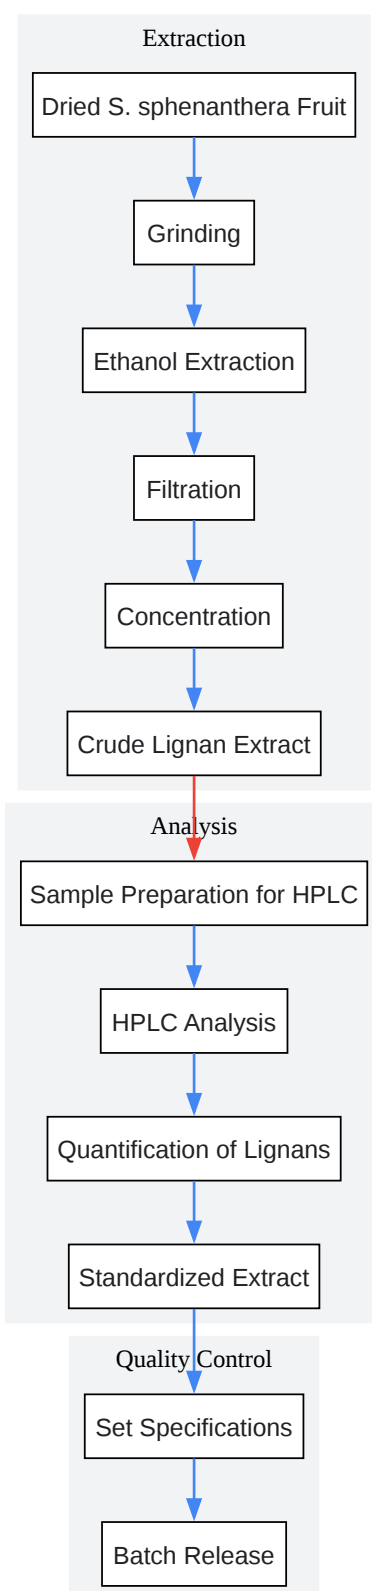 Extraction
Dried S. sphenanthera Fruit
Grinding
Ethanol Extraction
Filtration
Concentration
Crude Lignan Extract
Analysis
Sample Preparation for HPLC
HPLC Analysis
Quantification of Lignans
Standardized Extract
Quality Control
Set Specifications
Batch Release